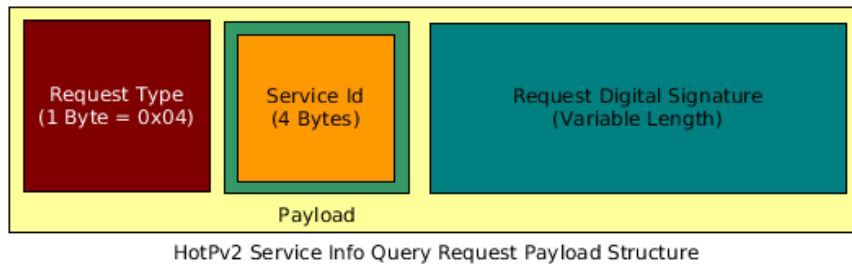 Request Type
(1 Byte = 0x04)
Service Id
(4 Bytes)
Request Digital Signature
(Variable Length)
Payload
HotPv2 Service Info Query Request Payload Structure